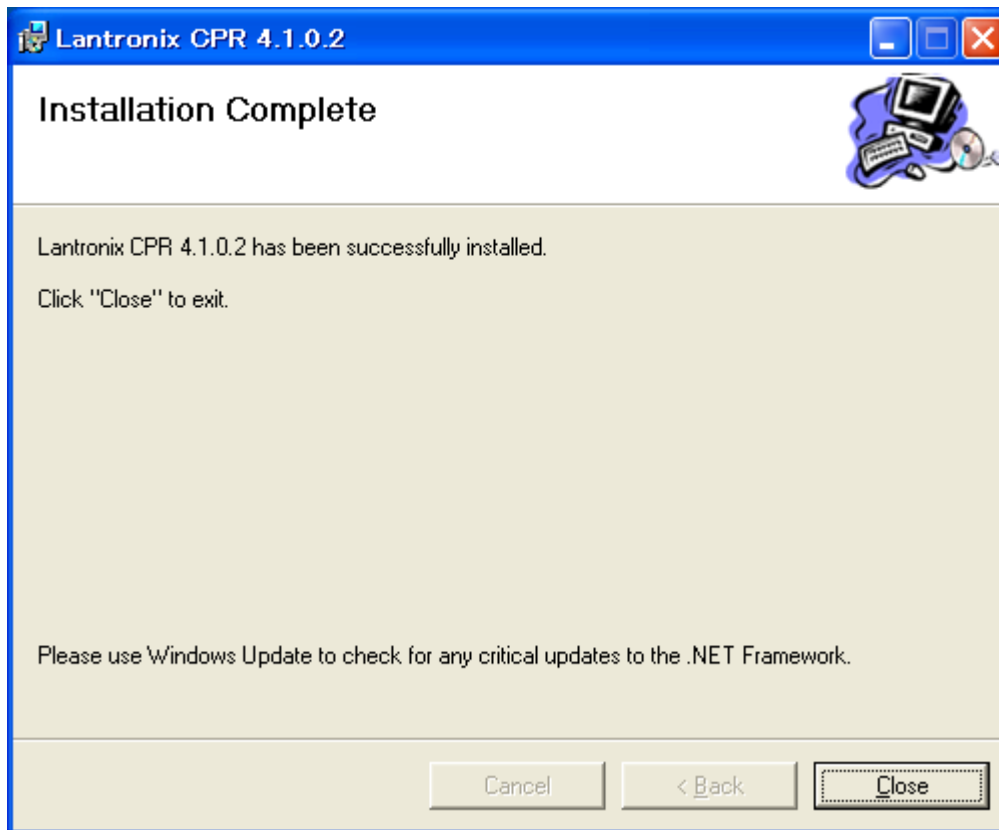 Lantronix CPR 4.1.0.2
Installation Complete
Lantronix CPR 4.1.0.2 has been successfully installed.
Click "Close" to exit.
Please use Windows Update to check for any critical updates to the .NET Framework.
Cancel
< Back
Close